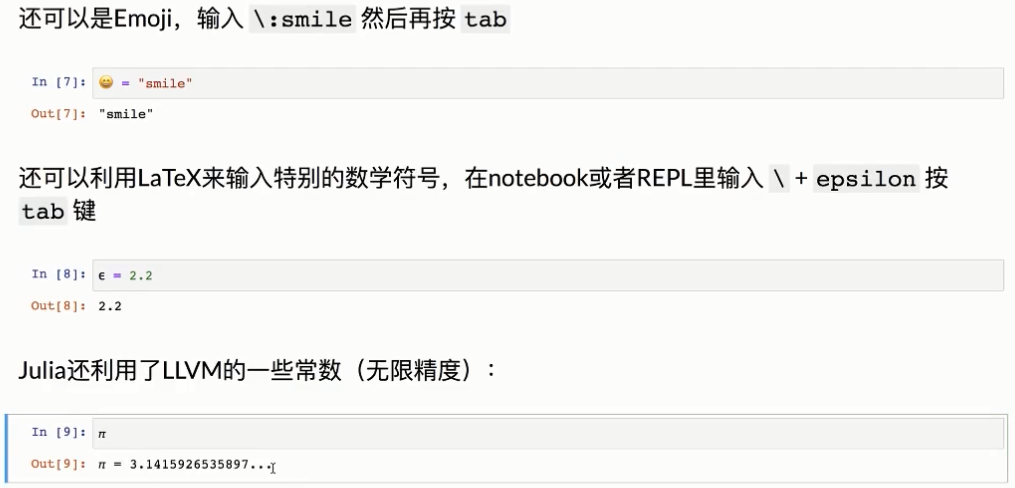 还可以是Emoji，输入 \:smile 然后再按 tab
In [7]: 😄 = "smile"
Out[7]: "smile"
还可以利用LaTeX来输入特别的数学符号，在notebook或者REPL里输入 \ + epsilon 按
tab 键
In [8]: ϵ = 2.2
Out[8]: 2.2
Julia还利用了LLVM的一些常数（无限精度）：
In [9]: π
Out[9]: π = 3.1415926535897...